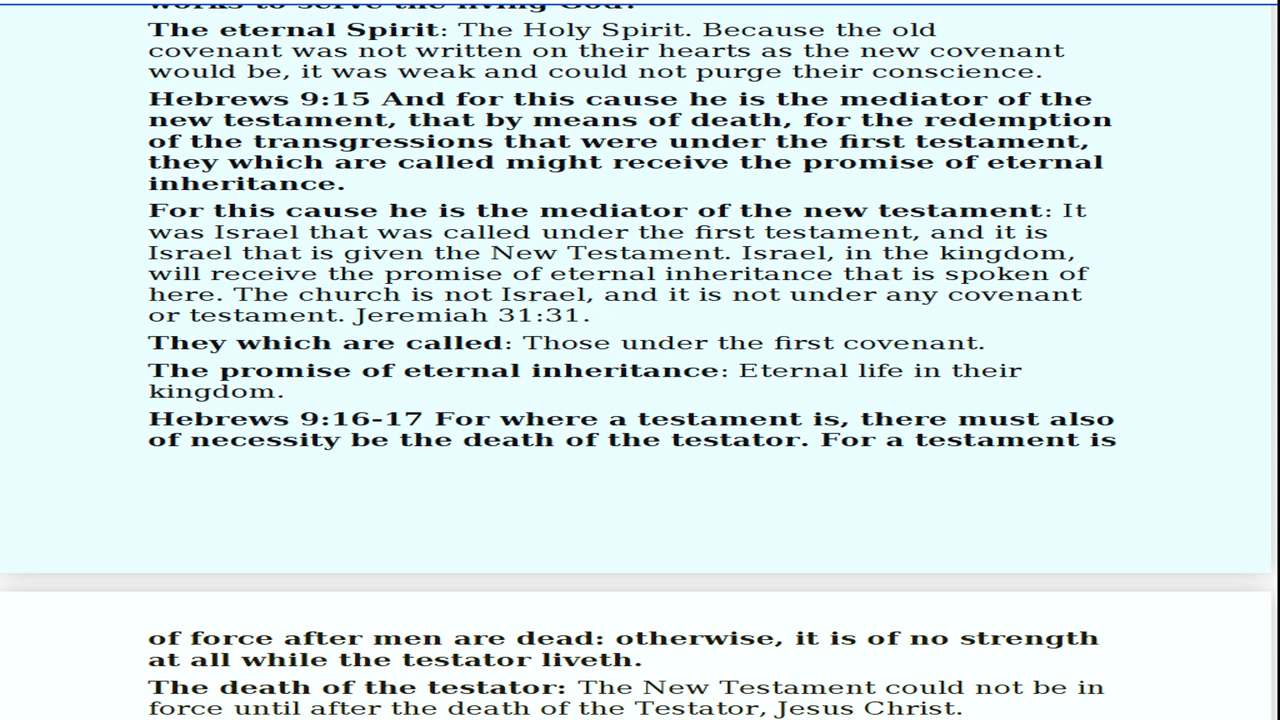 works to serve the living God?
The eternal Spirit: The Holy Spirit. Because the old
covenant was not written on their hearts as the new covenant
would be, it was weak and could not purge their conscience.
Hebrews 9:15 And for this cause he is the mediator of the
new testament, that by means of death, for the redemption
of the transgressions that were under the first testament,
they which are called might receive the promise of eternal
inheritance.
For this cause he is the mediator of the new testament: It
was Israel that was called under the first testament, and it is
Israel that is given the New Testament. Israel, in the kingdom,
will receive the promise of eternal inheritance that is spoken of
here. The church is not Israel, and it is not under any covenant
or testament. Jeremiah 31:31.
They which are called: Those under the first covenant.
The promise of eternal inheritance: Eternal life in their
kingdom.
Hebrews 9:16-17 For where a testament is, there must also
of necessity be the death of the testator. For a testament is
of force after men are dead: otherwise, it is of no strength
at all while the testator liveth.
The death of the testator: The New Testament could not be in
force until after the death of the Testator, Jesus Christ.